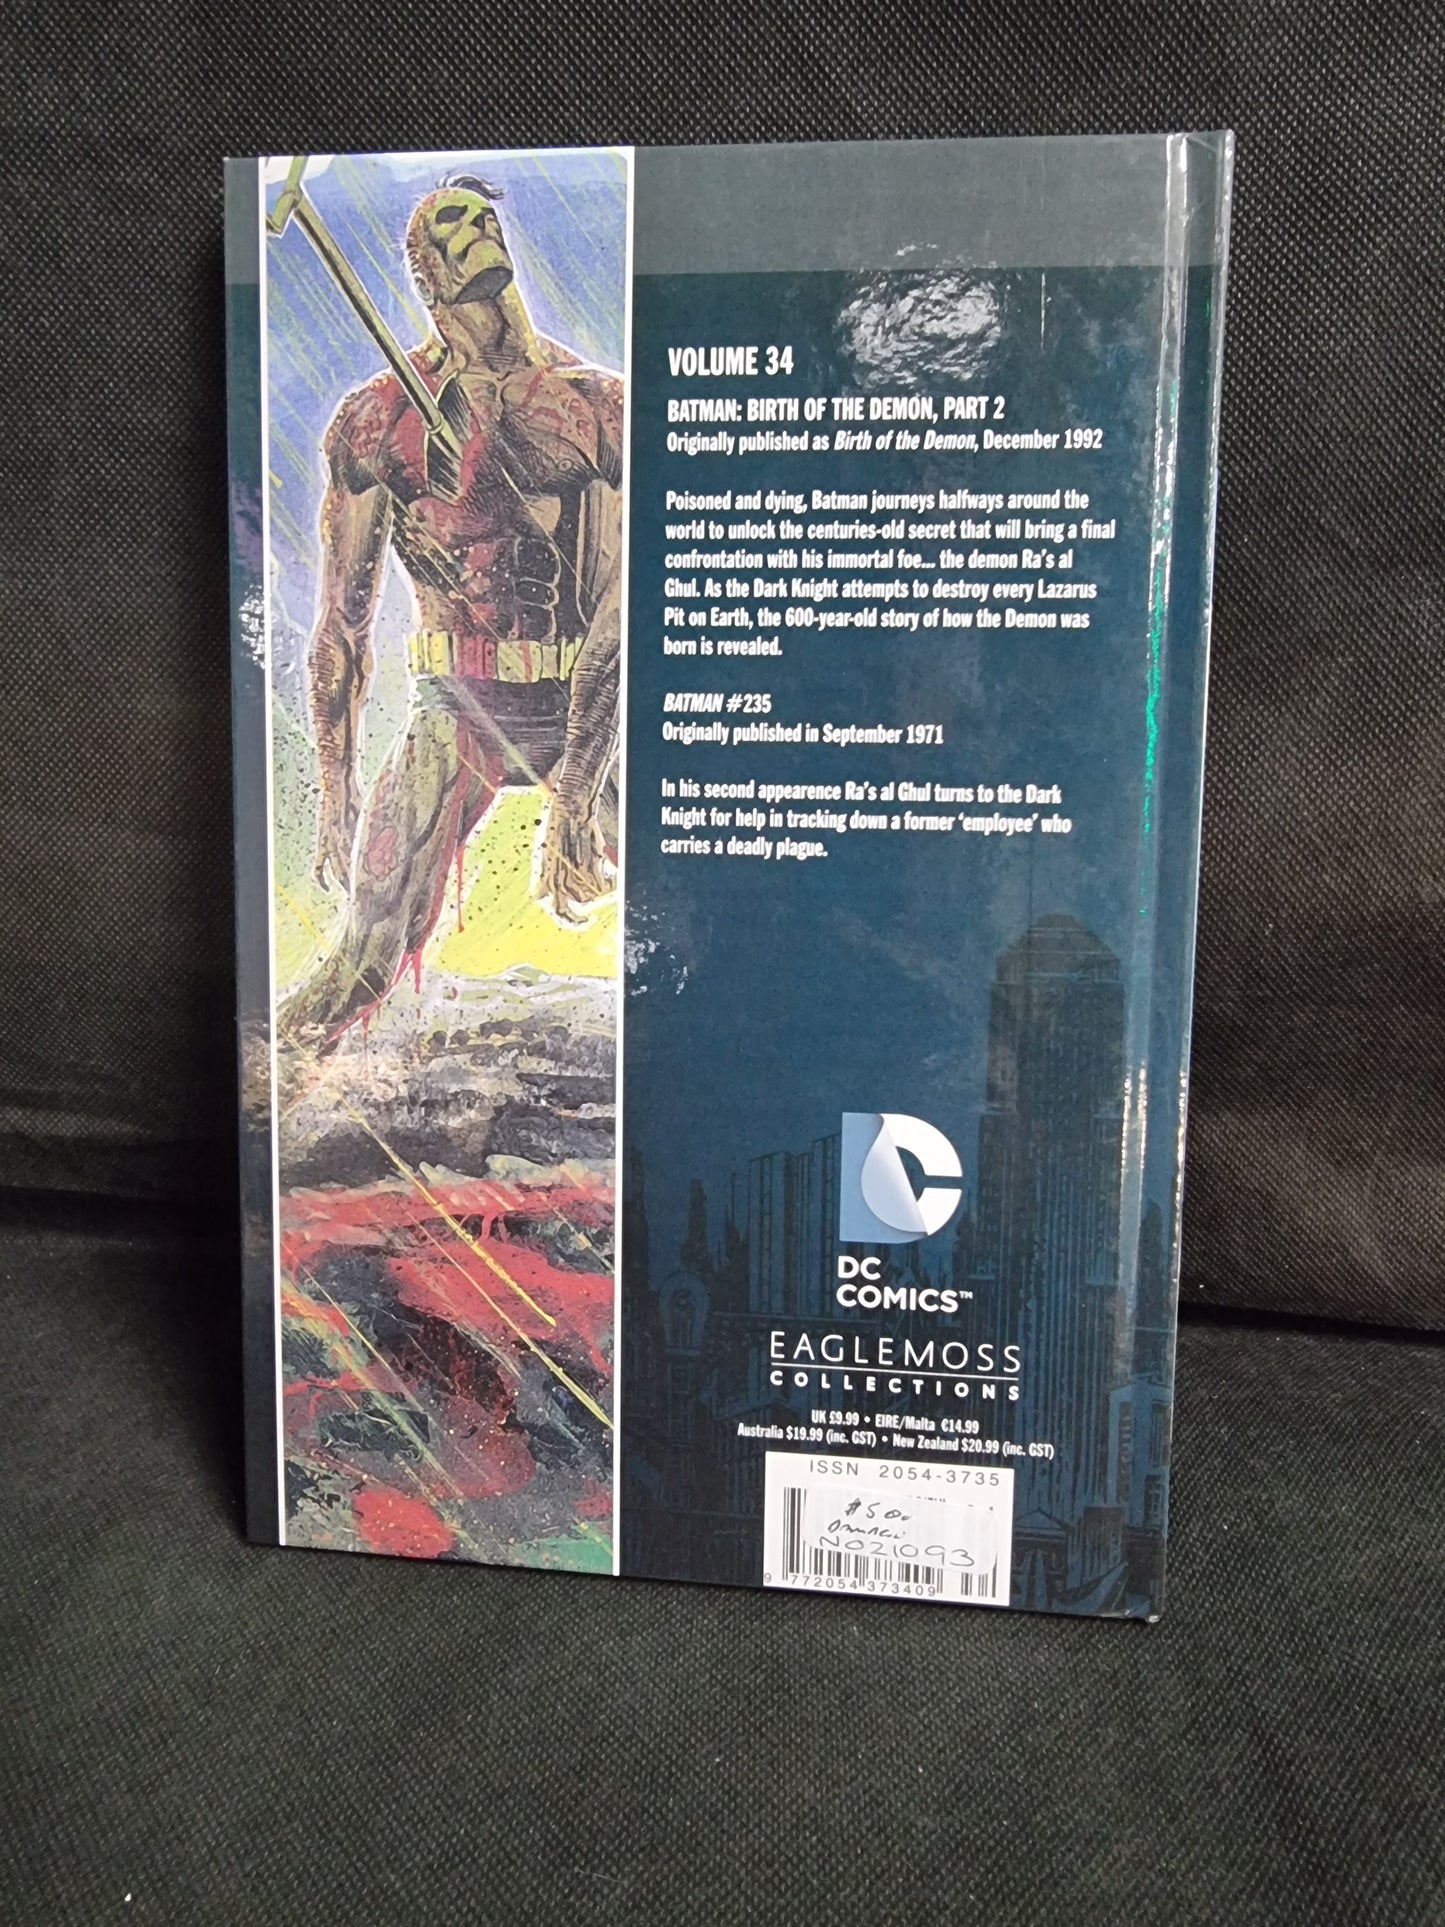 VOLUME 34
BATMAN: BIRTH OF THE DEMON, PART 2
Originally published as Birth of the Demon, December 1992
Poisoned and dying, Batman journeys halfways around the
world to unlock the centuries-old secret that will bring a final
confrontation with his immortal foe... the demon Ra's al
Ghul. As the Dark Knight attempts to destroy every Lazarus
Pit on Earth, the 600-year-old story of how the Demon was
born is revealed.
BATMAN #235
Originally published in September 1971
In his second appearence Ra's al Ghul turns to the Dark
Knight for help in tracking down a former 'employee' who
carries a deadly plague.
DC
COMICS™
EAGLEMOSS
COLLECTIONS
UK £9.99 • EIRE/Malta €14.99
Australia $19.99 (inc. GST) • New Zealand $20.99 (inc. GST)
ISSN 2054-3735
NO21093
9 772054 373409